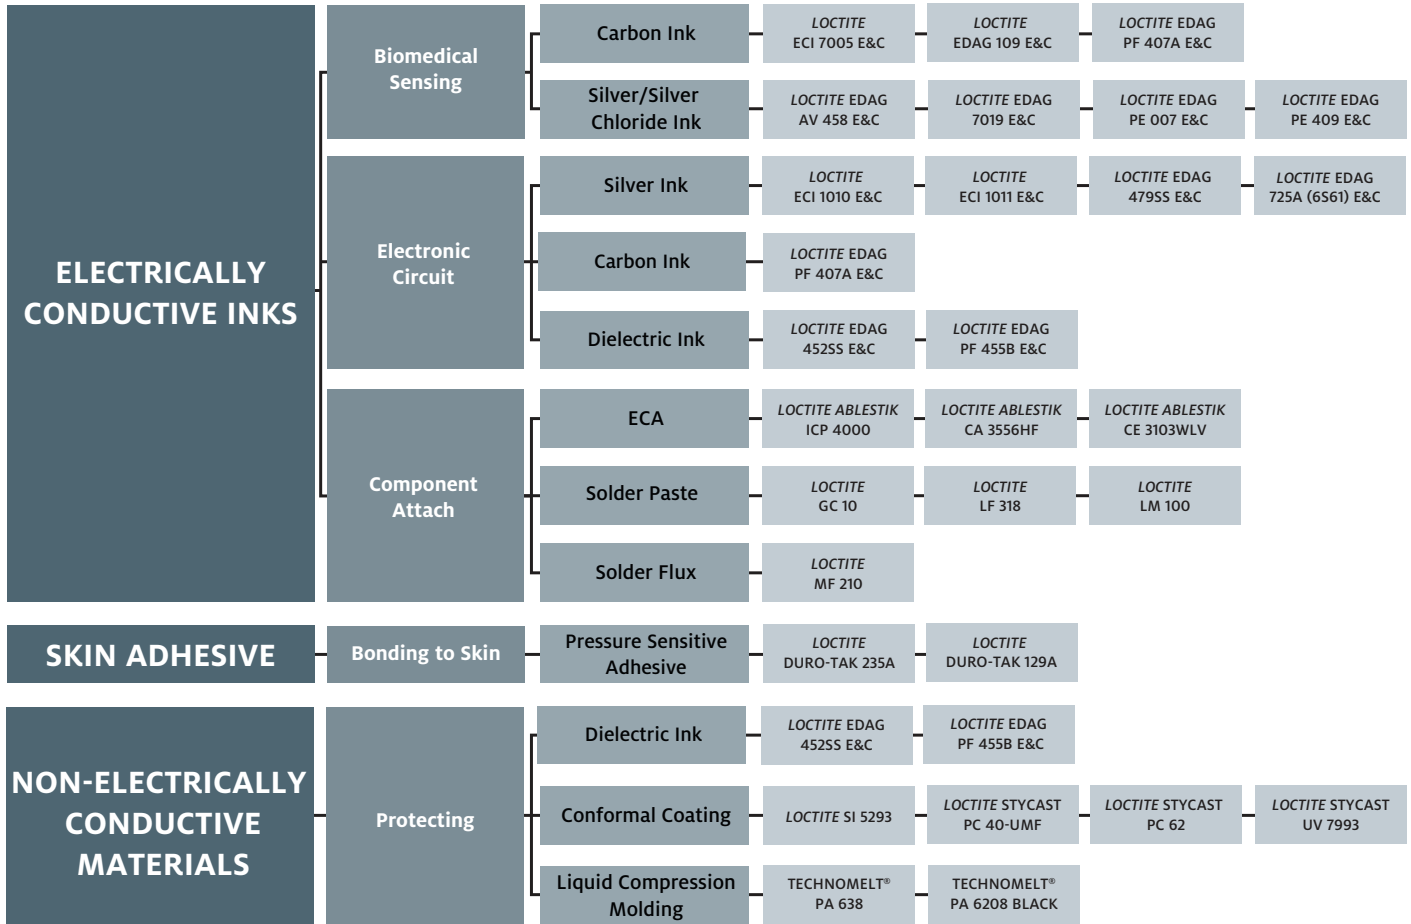 ELECTRICALLY
CONDUCTIVE INKS
Biomedical
Sensing
Carbon Ink
LOCTITE
ECI 7005 E&C
LOCTITE
EDAG 109 E&C
LOCTITE EDAG
PF 407A E&C
Silver/Silver
Chloride Ink
LOCTITE EDAG
AV 458 E&C
LOCTITE EDAG
7019 E&C
LOCTITE EDAG
PE 007 E&C
LOCTITE EDAG
PE 409 E&C
Electronic
Circuit
Silver Ink
LOCTITE
ECI 1010 E&C
LOCTITE
ECI 1011 E&C
LOCTITE EDAG
479SS E&C
LOCTITE EDAG
725A (6S61) E&C
Carbon Ink
LOCTITE EDAG
PF 407A E&C
Dielectric Ink
LOCTITE EDAG
452SS E&C
LOCTITE EDAG
PF 455B E&C
Component
Attach
ECA
LOCTITE ABLESTIK
ICP 4000
LOCTITE ABLESTIK
CA 3556HF
LOCTITE ABLESTIK
CE 3103WLV
Solder Paste
LOCTITE
GC 10
LOCTITE
LF 318
LOCTITE
LM 100
Solder Flux
LOCTITE
MF 210
SKIN ADHESIVE
Bonding to Skin
Pressure Sensitive
Adhesive
LOCTITE
DURO-TAK 235A
LOCTITE
DURO-TAK 129A
NON-ELECTRICALLY
CONDUCTIVE
MATERIALS
Protecting
Dielectric Ink
LOCTITE EDAG
452SS E&C
LOCTITE EDAG
PF 455B E&C
Conformal Coating
LOCTITE SI 5293
LOCTITE STYCAST
PC 40-UMF
LOCTITE STYCAST
PC 62
LOCTITE STYCAST
UV 7993
Liquid Compression
Molding
TECHNOMELT®
PA 638
TECHNOMELT®
PA 6208 BLACK